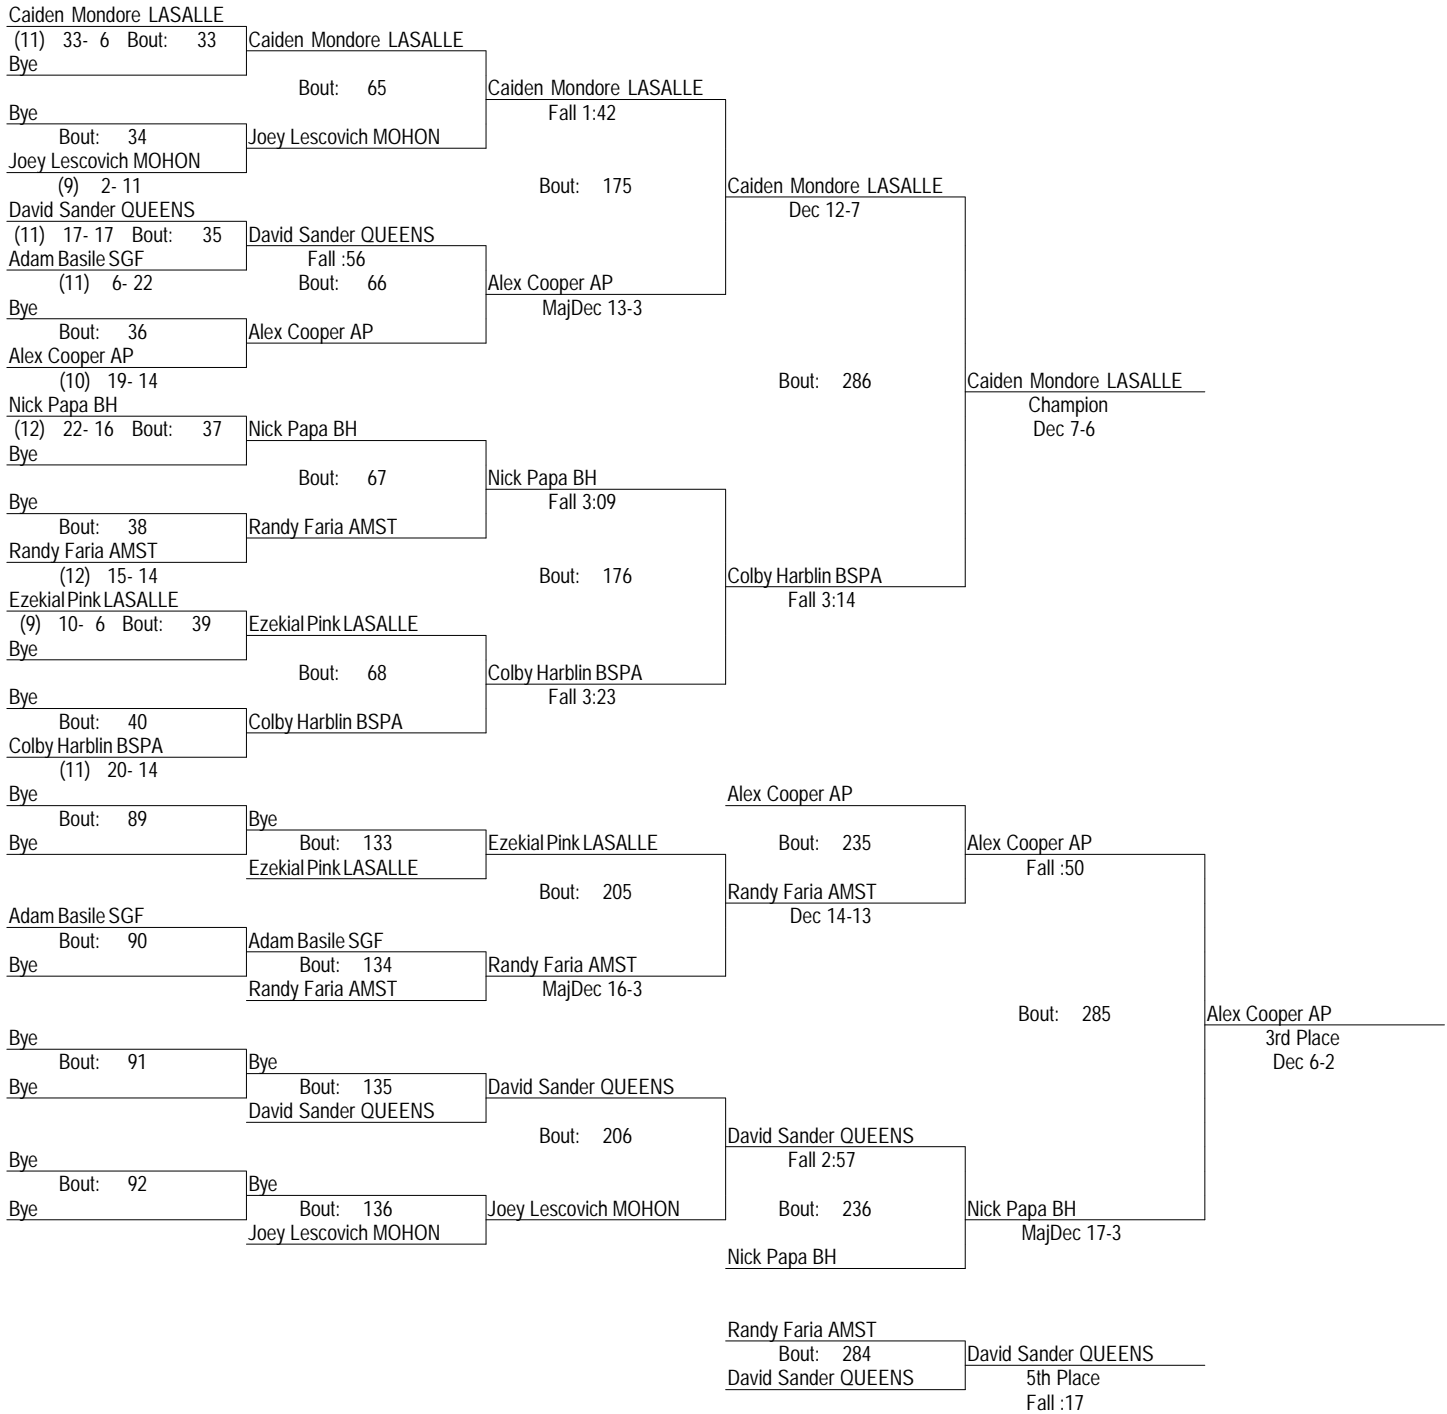 Caiden Mondore LASALLE
(11) 33- 6 Bout: 33 Caiden Mondore LASALLE
Bye
Bout: 65 Caiden Mondore LASALLE
Bye Fall 1:42
Bout: 34 Joey Lescovich MOHON
Joey Lescovich MOHON
(9) 2- 11 Bout: 175 Caiden Mondore LASALLE
David Sander QUEENS Dec 12-7
(11) 17- 17 Bout: 35 David Sander QUEENS
Adam Basile SGF Fall :56
(11) 6- 22 Bout: 66 Alex Cooper AP
Bye MajDec 13-3
Bout: 36 Alex Cooper AP
Alex Cooper AP
(10) 19- 14 Bout: 286 Caiden Mondore LASALLE
Nick Papa BH Champion
(12) 22- 16 Bout: 37 Nick Papa BH Dec 7-6
Bye
Bout: 67 Nick Papa BH
Bye Fall 3:09
Bout: 38 Randy Faria AMST
Randy Faria AMST
(12) 15- 14 Bout: 176 Colby Harblin BSPA
Ezekial Pink LASALLE Fall 3:14
(9) 10- 6 Bout: 39 Ezekial Pink LASALLE
Bye
Bout: 68 Colby Harblin BSPA
Bye Fall 3:23
Bout: 40 Colby Harblin BSPA
Colby Harblin BSPA
(11) 20- 14
Bye Alex Cooper AP
Bout: 89 Bye
Bye Bout: 133 Ezekial Pink LASALLE Bout: 235 Alex Cooper AP
Ezekial Pink LASALLE Fall :50
Bout: 205 Randy Faria AMST
Adam Basile SGF Dec 14-13
Bout: 90 Adam Basile SGF
Bye Bout: 134 Randy Faria AMST
Randy Faria AMST MajDec 16-3
Bout: 285 Alex Cooper AP
Bye 3rd Place
Bout: 91 Bye Dec 6-2
Bye Bout: 135 David Sander QUEENS
David Sander QUEENS
Bout: 206 David Sander QUEENS
Bye Fall 2:57
Bout: 92 Bye
Bye Bout: 136 Joey Lescovich MOHON Bout: 236 Nick Papa BH
Joey Lescovich MOHON MajDec 17-3
Nick Papa BH
Randy Faria AMST
Bout: 284 David Sander QUEENS
David Sander QUEENS 5th Place
Fall :17